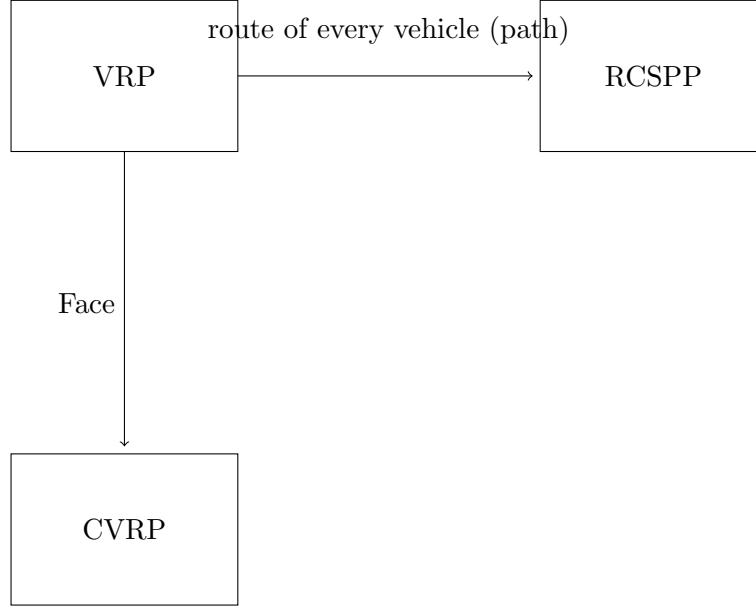 route of every vehicle (path)
VRP
RCSPP
Face
CVRP